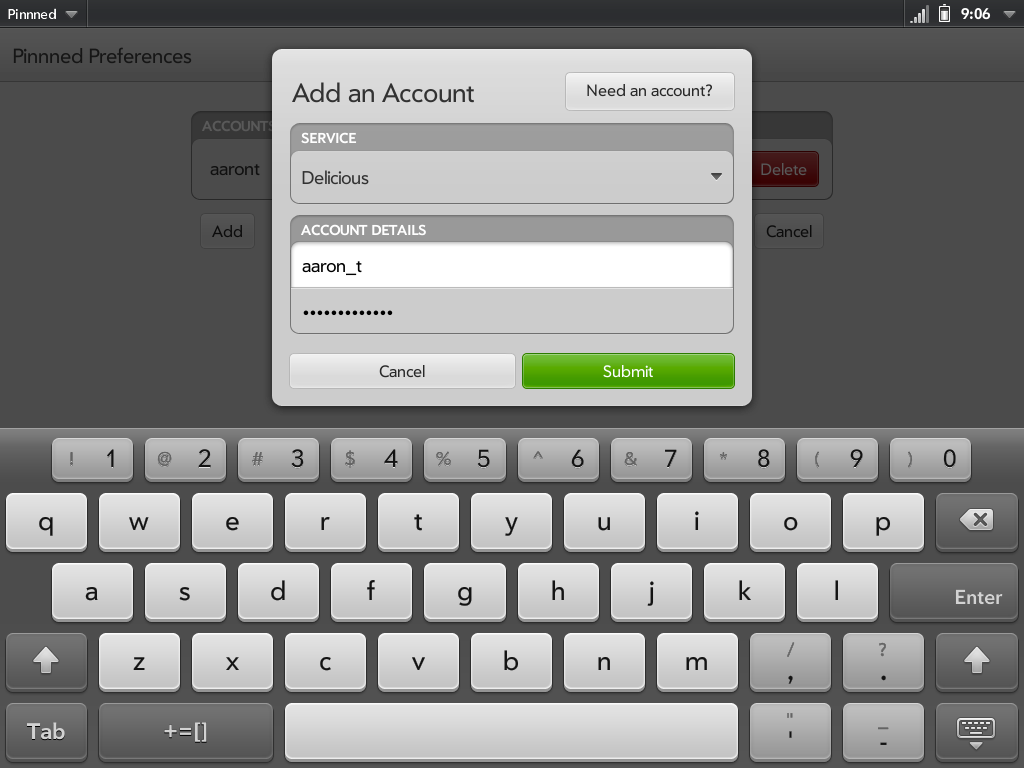 Pinnned
9:06
Pinnned Preferences
Add an Account
Need an account?
ACCOUNTS
SERVICE
aaront
Delicious
Delete
ACCOUNT DETAILS
Add
Cancel
aaron_t
•••••••••••••
Cancel
Submit
! 1 @ 2 # 3 $ 4 % 5 ^ 6 & 7 * 8 ( 9 ) 0
q w e r t y u i o p
a s d f g h j k l Enter
z x c v b n m / , ? .
Tab +=[] " ' _ -